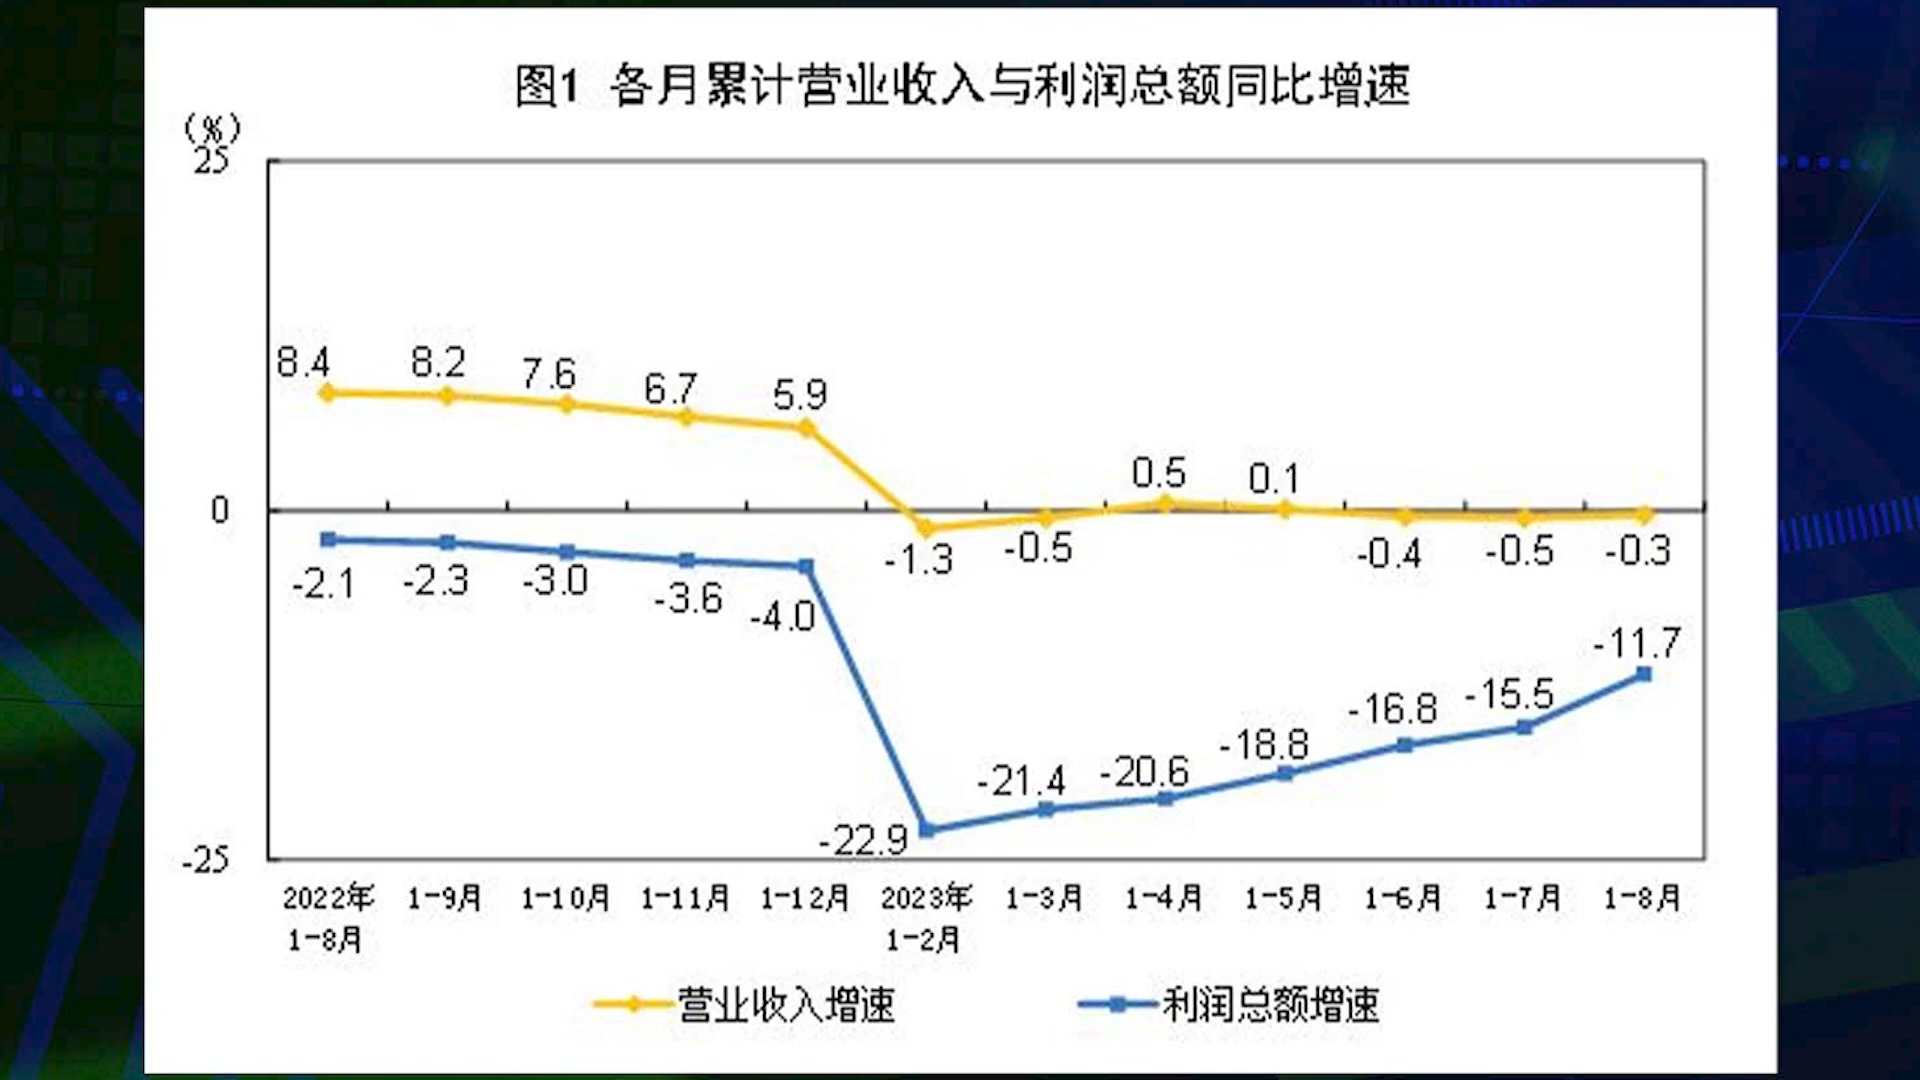 图1 各月累计营业收入与利润总额同比增速
(%)
25
8.4 8.2 7.6 6.7 5.9
0.5 0.1
0
-1.3 -0.5 -0.4 -0.5 -0.3
-2.1 -2.3 -3.0 -3.6 -4.0
-22.9 -21.4 -20.6 -18.8 -16.8 -15.5 -11.7
-25
2022年 1-9月 1-10月 1-11月 1-12月 2023年 1-3月 1-4月 1-5月 1-6月 1-7月 1-8月
1-8月 1-2月
营业收入增速 利润总额增速